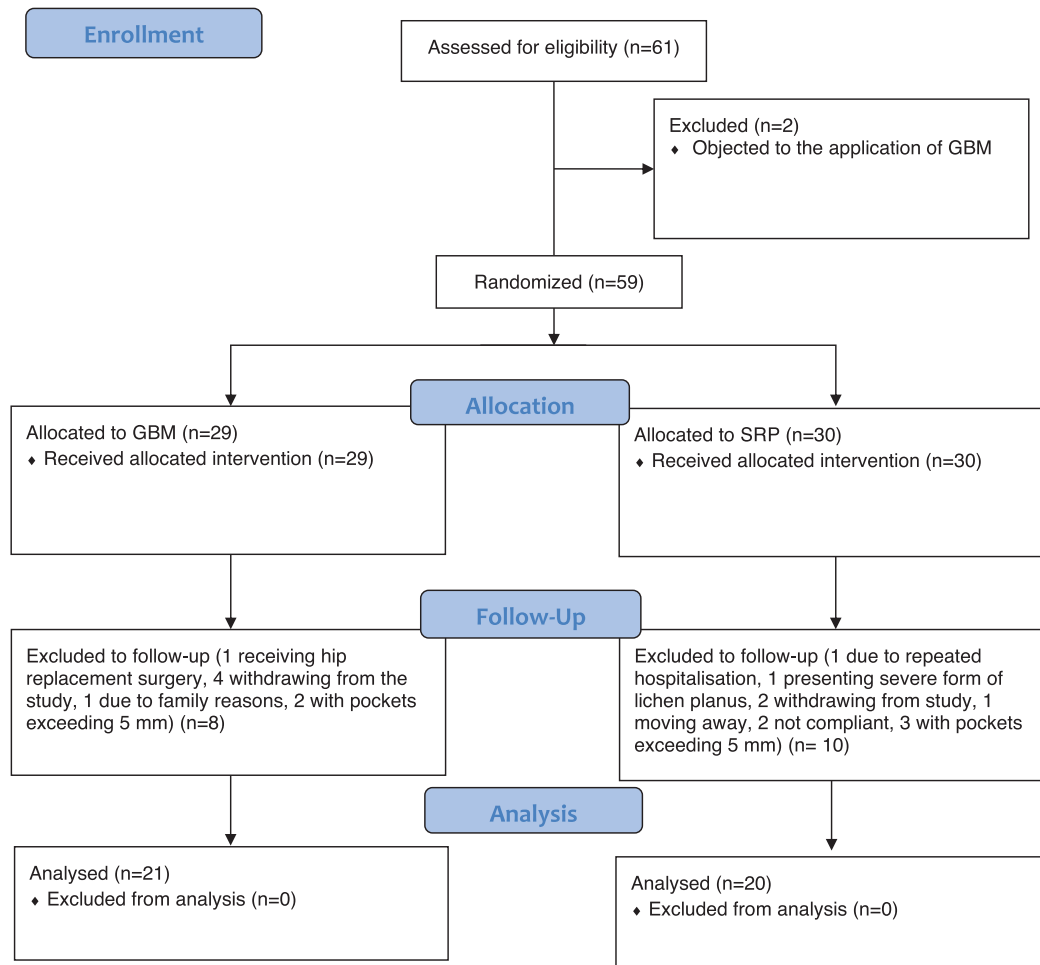 Enrollment
Assessed for eligibility (n=61)
Excluded (n=2)
♦ Objected to the application of GBM
Randomized (n=59)
Allocation
Allocated to GBM (n=29)
♦ Received allocated intervention (n=29)
Allocated to SRP (n=30)
♦ Received allocated intervention (n=30)
Follow-Up
Excluded to follow-up (1 receiving hip
replacement surgery, 4 withdrawing from the
study, 1 due to family reasons, 2 with pockets
exceeding 5 mm) (n=8)
Excluded to follow-up (1 due to repeated
hospitalisation, 1 presenting severe form of
lichen planus, 2 withdrawing from study, 1
moving away, 2 not compliant, 3 with pockets
exceeding 5 mm) (n= 10)
Analysis
Analysed (n=21)
♦ Excluded from analysis (n=0)
Analysed (n=20)
♦ Excluded from analysis (n=0)